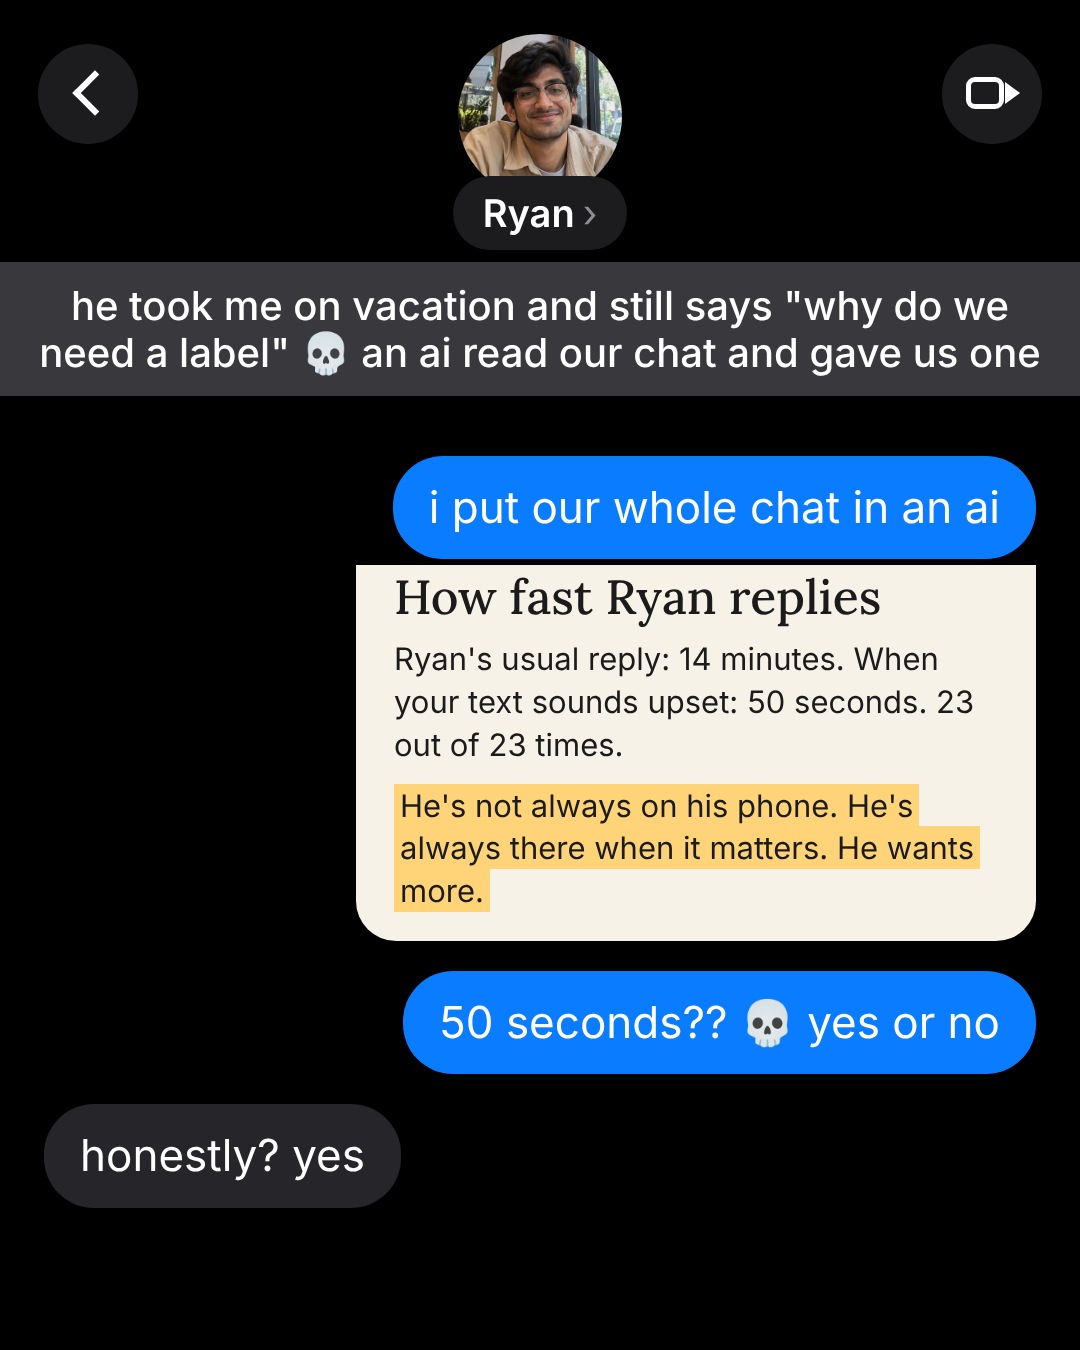 Ryan ›
he took me on vacation and still says "why do we
need a label" 💀 an ai read our chat and gave us one
i put our whole chat in an ai
How fast Ryan replies
Ryan's usual reply: 14 minutes. When
your text sounds upset: 50 seconds. 23
out of 23 times.
He's not always on his phone. He's
always there when it matters. He wants
more.
50 seconds?? 💀 yes or no
honestly? yes